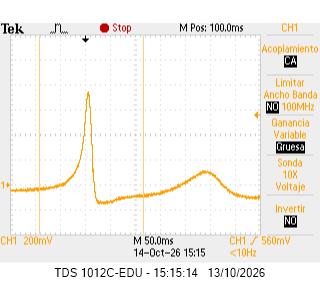 Tek Stop M Pos: 100.0ms CH1
Acoplamiento
CA
Limitar
Ancho Banda
NO 100MHz
Ganancia
Variable
Gruesa
Sonda
10X
Voltaje
Invertir
NO
1
CH1 200mV M 50.0ms CH1 560mV
14-Oct-26 15:15 <10Hz
TDS 1012C-EDU - 15:15:14 13/10/2026